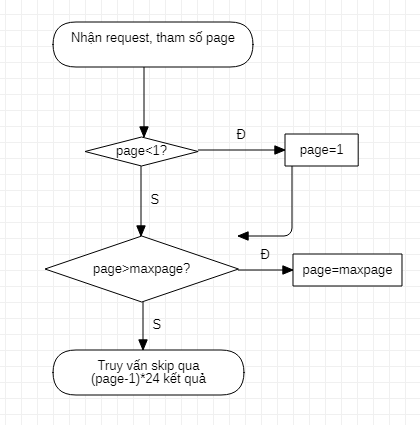 Nhận request, tham số page
page<1?
Đ
page=1
S
page>maxpage?
Đ
page=maxpage
S
Truy vấn skip qua
(page-1)*24 kết quả